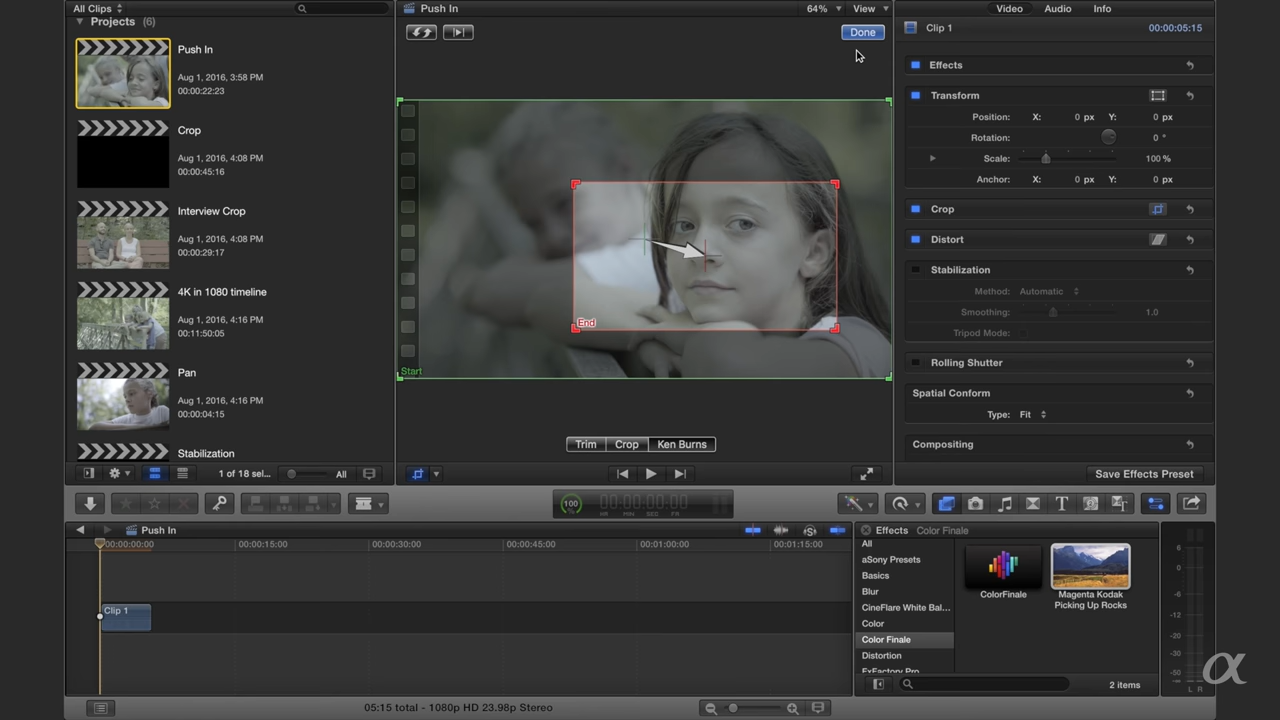 All Clips
Projects (6)
Push In
Aug 1, 2016, 3:58 PM
00:00:22:23
Crop
Aug 1, 2016, 4:08 PM
00:00:45:16
Interview Crop
Aug 1, 2016, 4:08 PM
00:00:29:17
4K in 1080 timeline
Aug 1, 2016, 4:16 PM
00:11:50:05
Pan
Aug 1, 2016, 4:16 PM
00:00:04:15
Stabilization
1 of 18 sel... All
Push In 64% View
Done
End
Start
Trim Crop Ken Burns
Video Audio Info
Clip 1 00:00:05:15
Effects
Transform
Position: X: 0 px Y: 0 px
Rotation: 0 °
Scale: 100 %
Anchor: X: 0 px Y: 0 px
Crop
Distort
Stabilization
Method: Automatic
Smoothing: 1.0
Tripod Mode:
Rolling Shutter
Spatial Conform
Type: Fit
Compositing
Save Effects Preset
100 00:00:00:00
HR MIN SEC FR
T
Push In
00:00:00:00 00:00:15:00 00:00:30:00 00:00:45:00 00:01:00:00 00:01:15:00
Clip 1
Effects Color Finale
All
aSony Presets
Basics
Blur
CineFlare White Bal...
Color
Color Finale
Distortion
FxFactory Pro
ColorFinale
Magenta Kodak
Picking Up Rocks
2 items
6
0
-6
-12
-20
-30
-50
L R
α
05:15 total - 1080p HD 23.98p Stereo